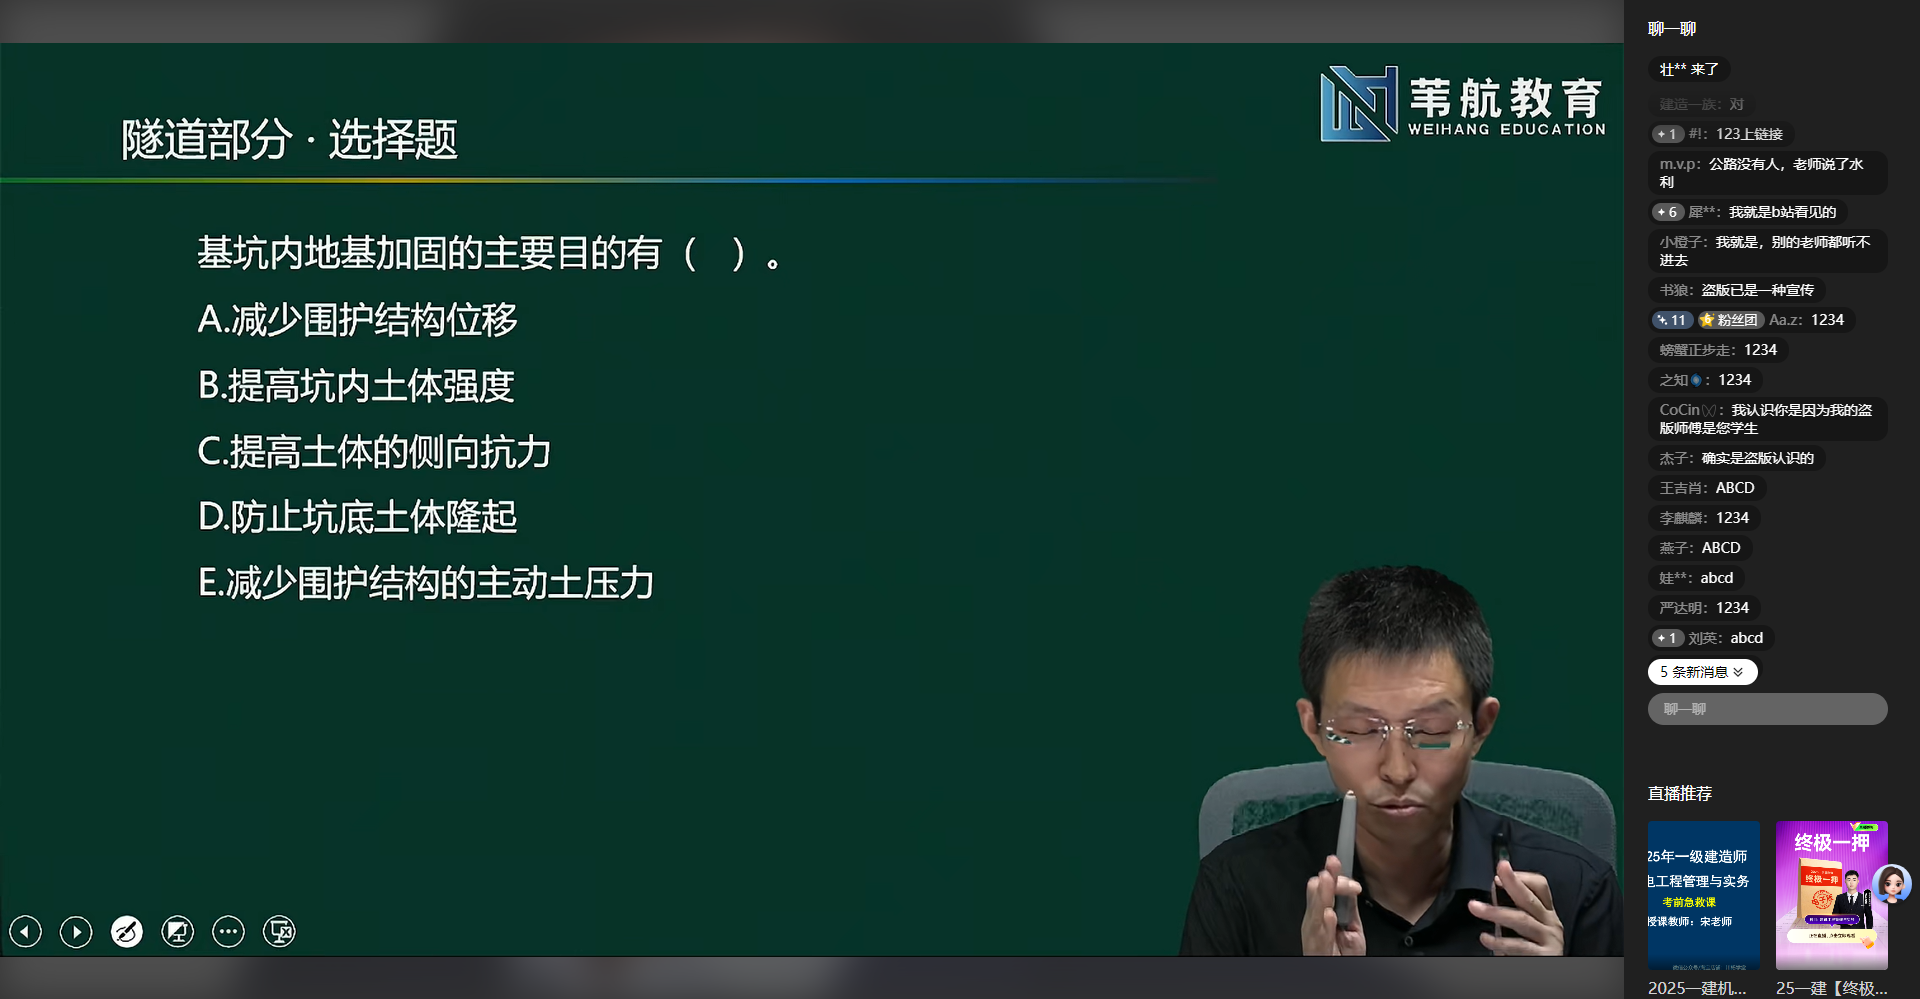 隧道部分 · 选择题
苇航教育
WEIHANG EDUCATION
基坑内地基加固的主要目的有（ ）。
A.减少围护结构位移
B.提高坑内土体强度
C.提高土体的侧向抗力
D.防止坑底土体隆起
E.减少围护结构的主动土压力
聊一聊
壮** 来了
建造一族：对
1 #!：123上链接
m.v.p：公路没有人，老师说了水
利
6 犀**：我就是b站看见的
小橙子：我就是，别的老师都听不
进去
书狼：盗版已是一种宣传
11 粉丝团 Aa.z：1234
螃蟹正步走：1234
之知：1234
CoCin：我认识你是因为我的盗
版师傅是您学生
杰子：确实是盗版认识的
王吉肖：ABCD
李麒麟：1234
燕子：ABCD
娃**：abcd
严达明：1234
1 刘英：abcd
5 条新消息
聊一聊
直播推荐
25年一级建造师
电工程管理与实务
考前急救课
授课教师：宋老师
2025一建机...
终极一押
终极一押
25一建【终极...